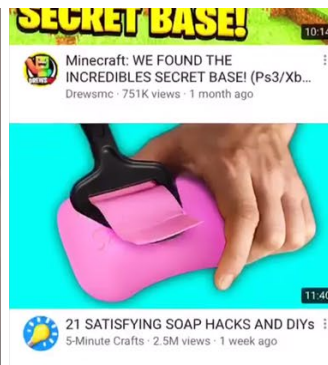 SECRET BASE!
10:14
Minecraft: WE FOUND THE
INCREDIBLES SECRET BASE! (Ps3/Xb...
Drewsmc · 751K views · 1 month ago
11:40
21 SATISFYING SOAP HACKS AND DIYs
5-Minute Crafts · 2.5M views · 1 week ago